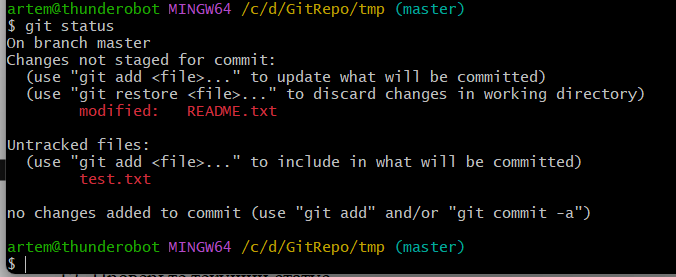 artem@thunderobot MINGW64 /c/d/GitRepo/tmp (master)
$ git status
On branch master
Changes not staged for commit:
  (use "git add <file>..." to update what will be committed)
  (use "git restore <file>..." to discard changes in working directory)
        modified:   README.txt

Untracked files:
  (use "git add <file>..." to include in what will be committed)
        test.txt

no changes added to commit (use "git add" and/or "git commit -a")

artem@thunderobot MINGW64 /c/d/GitRepo/tmp (master)
$